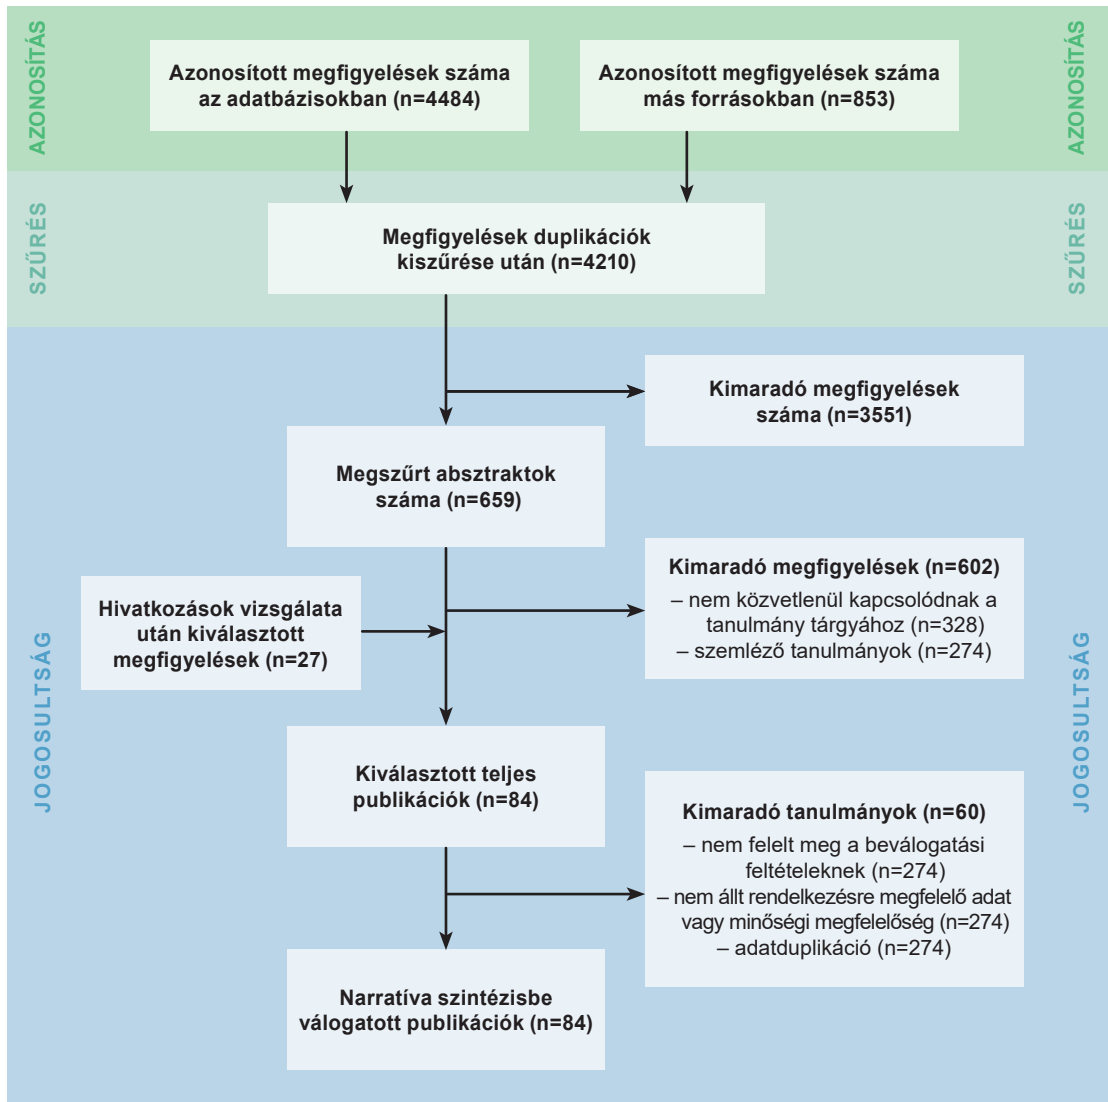 AZONOSÍTÁS
AZONOSÍTÁS
Azonosított megfigyelések száma
az adatbázisokban (n=4484)
Azonosított megfigyelések száma
más forrásokban (n=853)
SZŰRÉS
SZŰRÉS
Megfigyelések duplikációk
kiszűrése után (n=4210)
Kimaradó megfigyelések
száma (n=3551)
Megszűrt absztraktok
száma (n=659)
Kimaradó megfigyelések (n=602)
– nem közvetlenül kapcsolódnak a
tanulmány tárgyához (n=328)
– szemléző tanulmányok (n=274)
Hivatkozások vizsgálata
után kiválasztott
megfigyelések (n=27)
JOGOSULTSÁG
JOGOSULTSÁG
Kiválasztott teljes
publikációk (n=84)
Kimaradó tanulmányok (n=60)
– nem felelt meg a beválogatási
feltételeknek (n=274)
– nem állt rendelkezésre megfelelő adat
vagy minőségi megfelelőség (n=274)
– adatduplikáció (n=274)
Narratíva szintézisbe
válogatott publikációk (n=84)